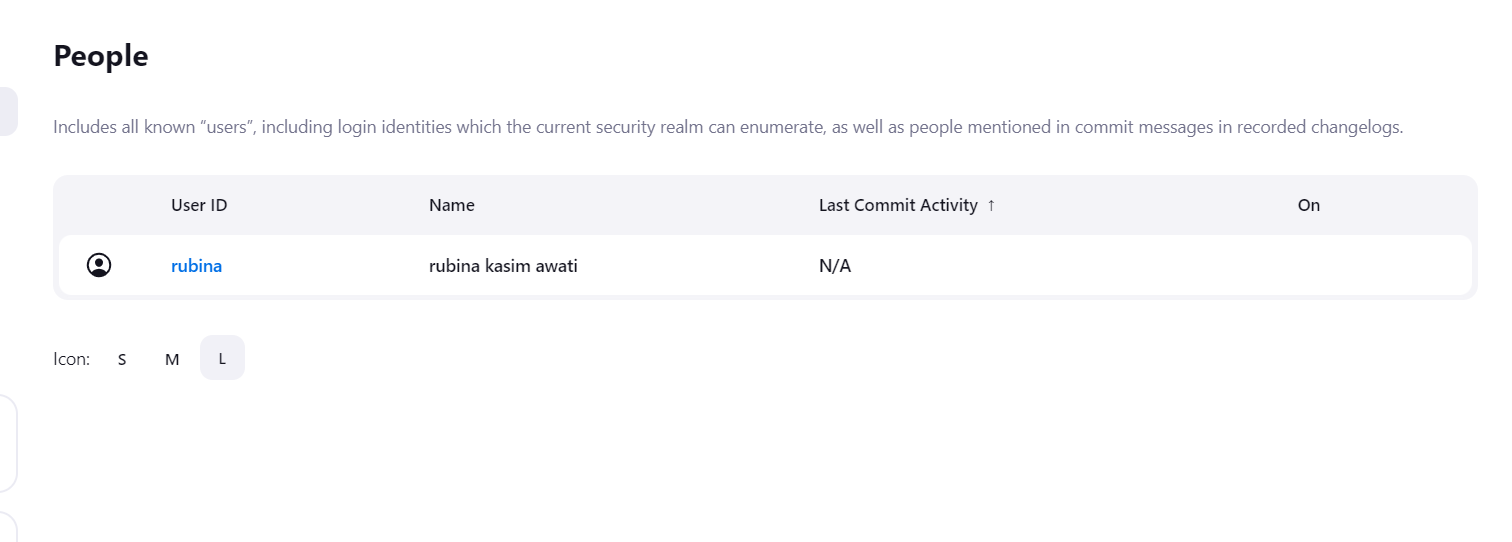 People
Includes all known “users”, including login identities which the current security realm can enumerate, as well as people mentioned in commit messages in recorded changelogs.
User ID Name Last Commit Activity ↑ On
rubina rubina kasim awati N/A
Icon: S M L